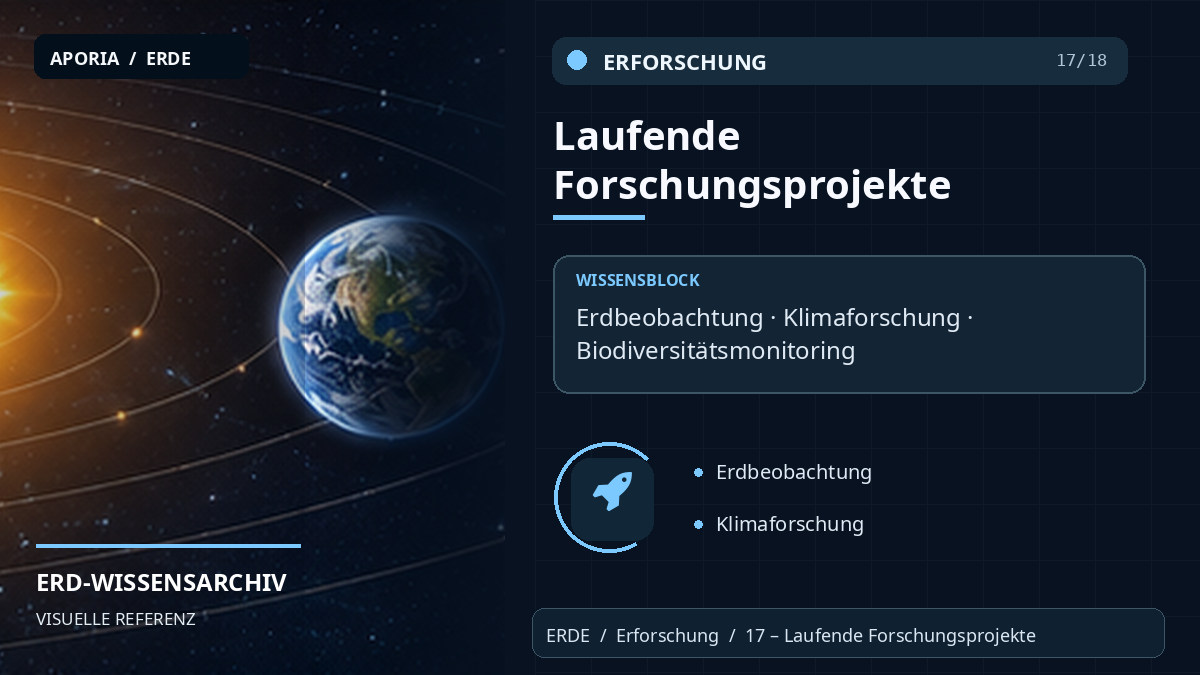 APORIA / ERDE
ERFORSCHUNG
17/18
Laufende
Forschungsprojekte
WISSENSBLOCK
Erdbeobachtung · Klimaforschung ·
Biodiversitätsmonitoring
Erdbeobachtung
Klimaforschung
ERD-WISSENSARCHIV
VISUELLE REFERENZ
ERDE / Erforschung / 17 – Laufende Forschungsprojekte